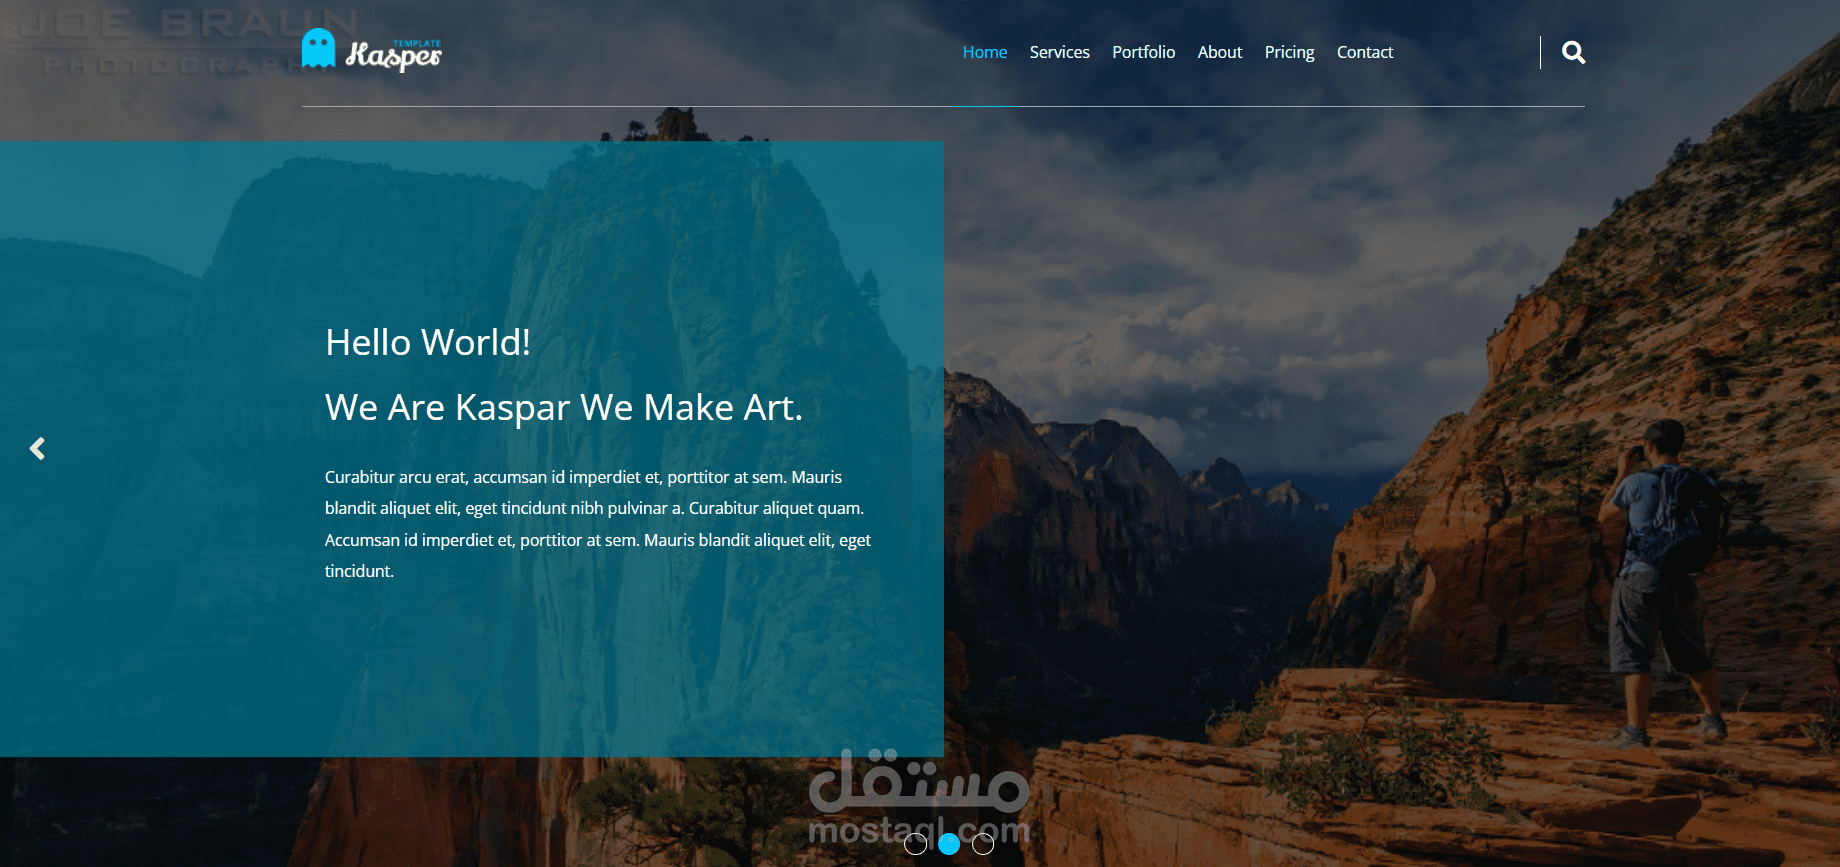 JOE BRAUN
PHOTOGRAPHY
TEMPLATE
Kasper
Home Services Portfolio About Pricing Contact
Hello World!
We Are Kaspar We Make Art.
Curabitur arcu erat, accumsan id imperdiet et, porttitor at sem. Mauris
blandit aliquet elit, eget tincidunt nibh pulvinar a. Curabitur aliquet quam.
Accumsan id imperdiet et, porttitor at sem. Mauris blandit aliquet elit, eget
tincidunt.
مستقل
mostaql.com